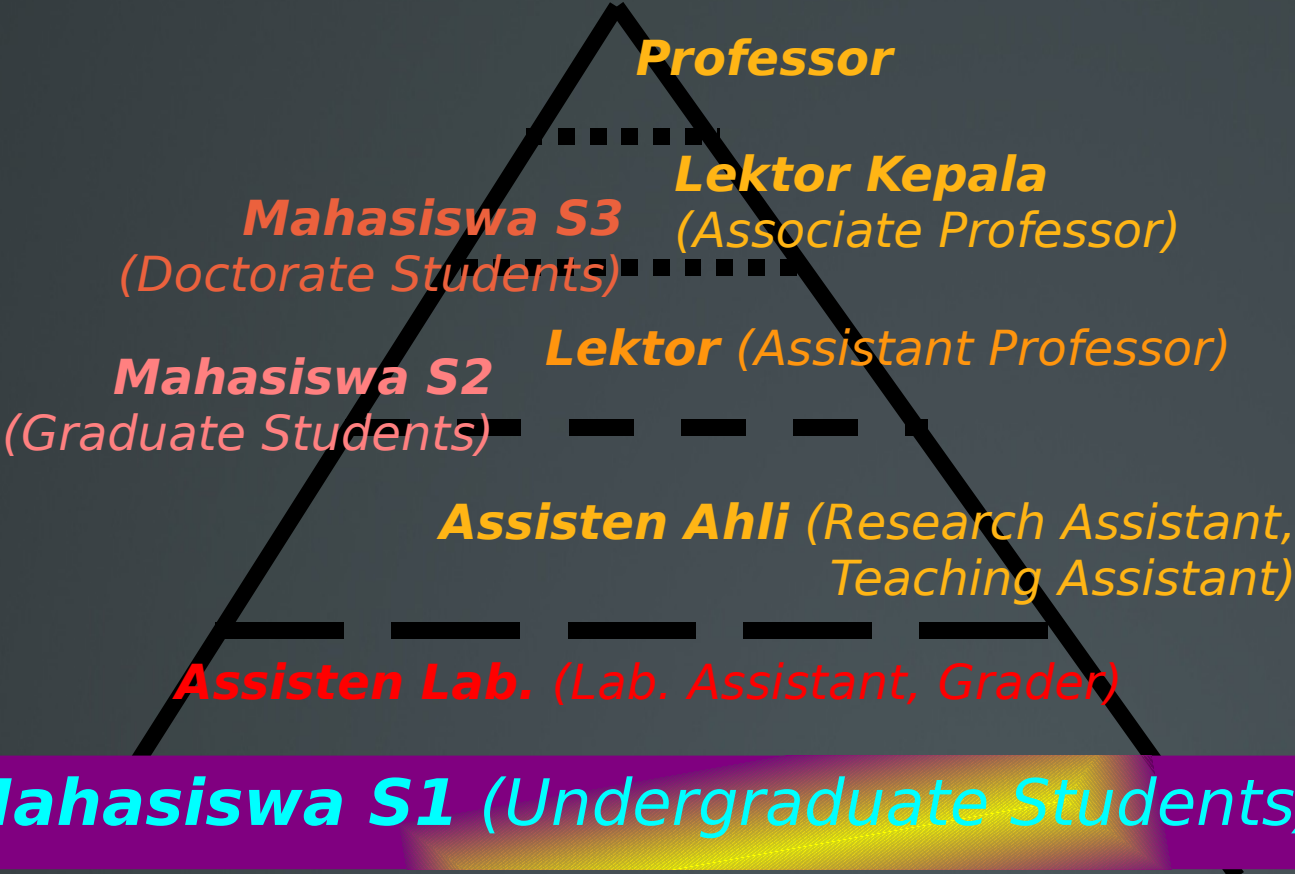 Professor
Lektor Kepala
(Associate Professor)
Mahasiswa S3
(Doctorate Students)
Lektor (Assistant Professor)
Mahasiswa S2
(Graduate Students)
Assisten Ahli (Research Assistant,
Teaching Assistant)
Assisten Lab. (Lab. Assistant, Grader)
Mahasiswa S1 (Undergraduate Students)